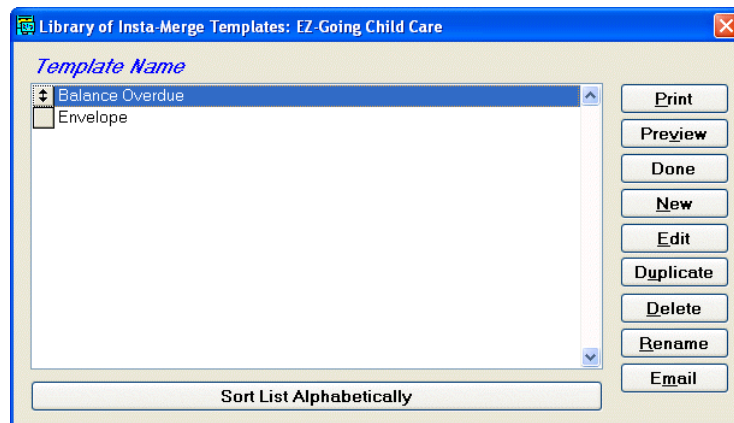 Library of Insta-Merge Templates: EZ-Going Child Care
Template Name
Balance Overdue
Envelope
Print
Preview
Done
New
Edit
Duplicate
Delete
Rename
Email
Sort List Alphabetically